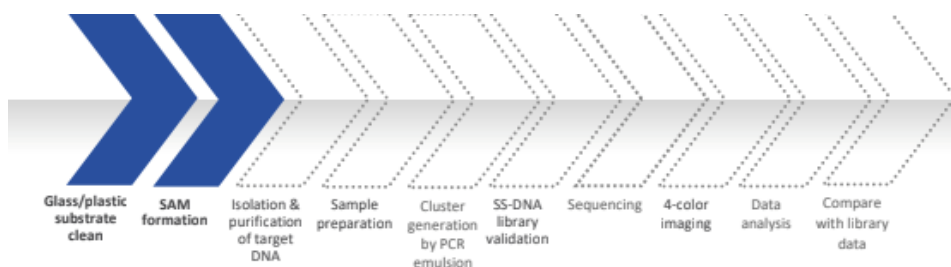 Glass/plastic
substrate
clean
SAM
formation
Isolation &
purification
of target
DNA
Sample
preparation
Cluster
generation
by PCR
emulsion
SS-DNA
library
validation
Sequencing
4-color
imaging
Data
analysis
Compare
with library
data